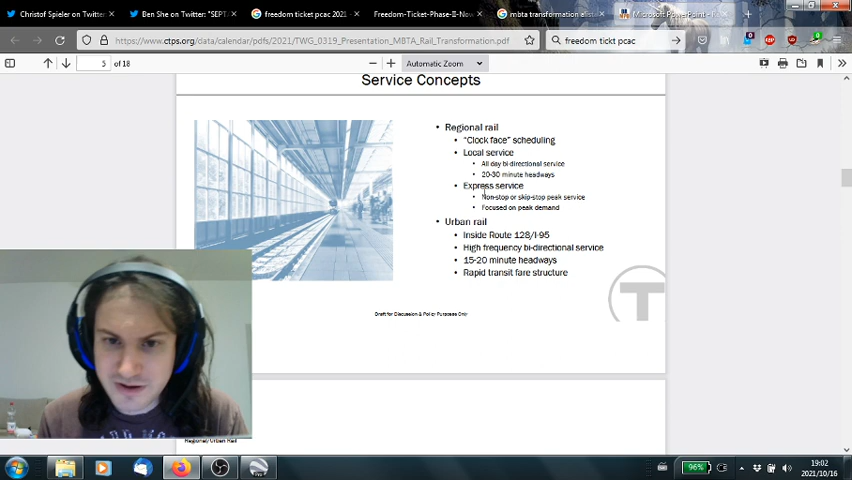 Christof Spieler on Twitter:
Ben She on Twitter: "SEPT
freedom ticket pcac 2021
Freedom-Ticket-Phase-II-Now
mbta transformation
Microsoft PowerPoint
https://www.ctps.org/data/calendar/pdfs/2021/TWG_0319_Presentation_MBTA_Rail_Transformation.pdf
freedom tickt pcac
5 of 18
Automatic Zoom
Service Concepts
• Regional rail
• "Clock face" scheduling
• Local service
• All day bi-directional service
• 20-30 minute headways
• Express service
• Non-stop or skip-stop peak service
• Focused on peak demand
• Urban rail
• Inside Route 128/I-95
• High frequency bi-directional service
• 15-20 minute headways
• Rapid transit fare structure
T
Draft for Discussion & Policy Purposes Only
Regional/Urban Rail
96%
19:02
2021/10/16